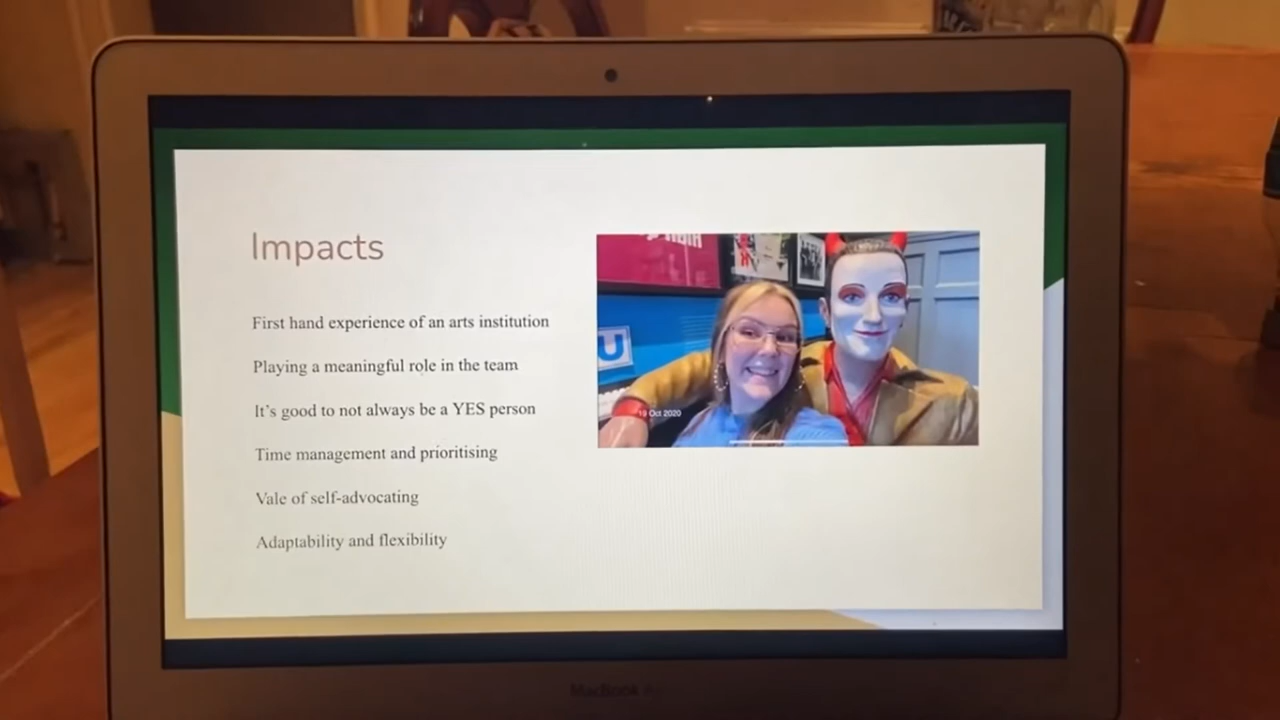 Impacts
First hand experience of an arts institution
Playing a meaningful role in the team
It's good to not always be a YES person
Time management and prioritising
Vale of self-advocating
Adaptability and flexibility
U
19 Oct 2020
MacBook